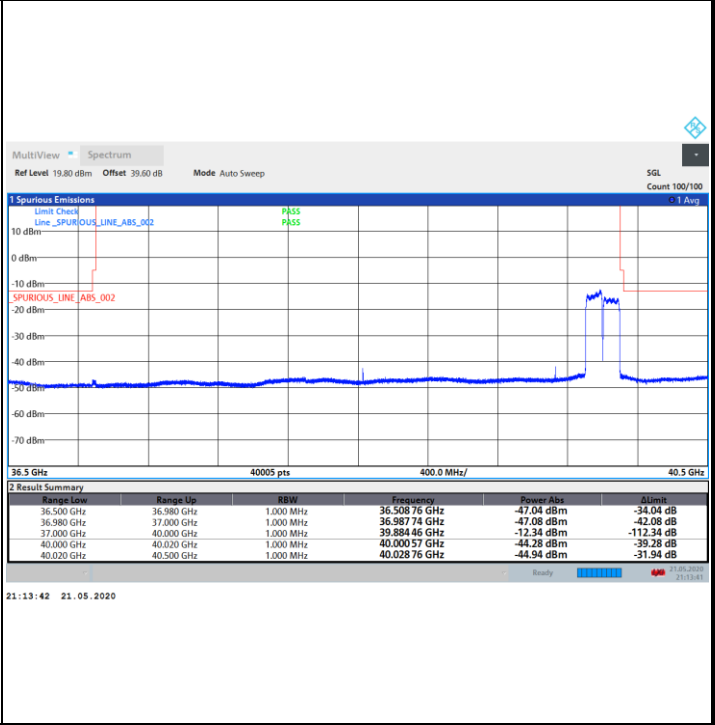 MultiView Spectrum
Ref Level 19.80 dBm Offset 39.60 dB Mode Auto Sweep SGL
Count 100/100
1 Spurious Emissions 1 Avg
Limit Check PASS
Line _SPURIOUS_LINE_ABS_002 PASS
10 dBm
0 dBm
-10 dBm
_SPURIOUS_LINE_ABS_002
-20 dBm
-30 dBm
-40 dBm
-50 dBm
-60 dBm
-70 dBm
36.5 GHz 40005 pts 400.0 MHz/ 40.5 GHz
2 Result Summary
Range Low Range Up RBW Frequency Power Abs ΔLimit
36.500 GHz 36.980 GHz 1.000 MHz 36.508 76 GHz -47.04 dBm -34.04 dB
36.980 GHz 37.000 GHz 1.000 MHz 36.987 74 GHz -47.08 dBm -42.08 dB
37.000 GHz 40.000 GHz 1.000 MHz 39.884 46 GHz -12.34 dBm -112.34 dB
40.000 GHz 40.020 GHz 1.000 MHz 40.000 57 GHz -44.28 dBm -39.28 dB
40.020 GHz 40.500 GHz 1.000 MHz 40.028 76 GHz -44.94 dBm -31.94 dB
Ready 21.05.2020
21:13:41
21:13:42 21.05.2020